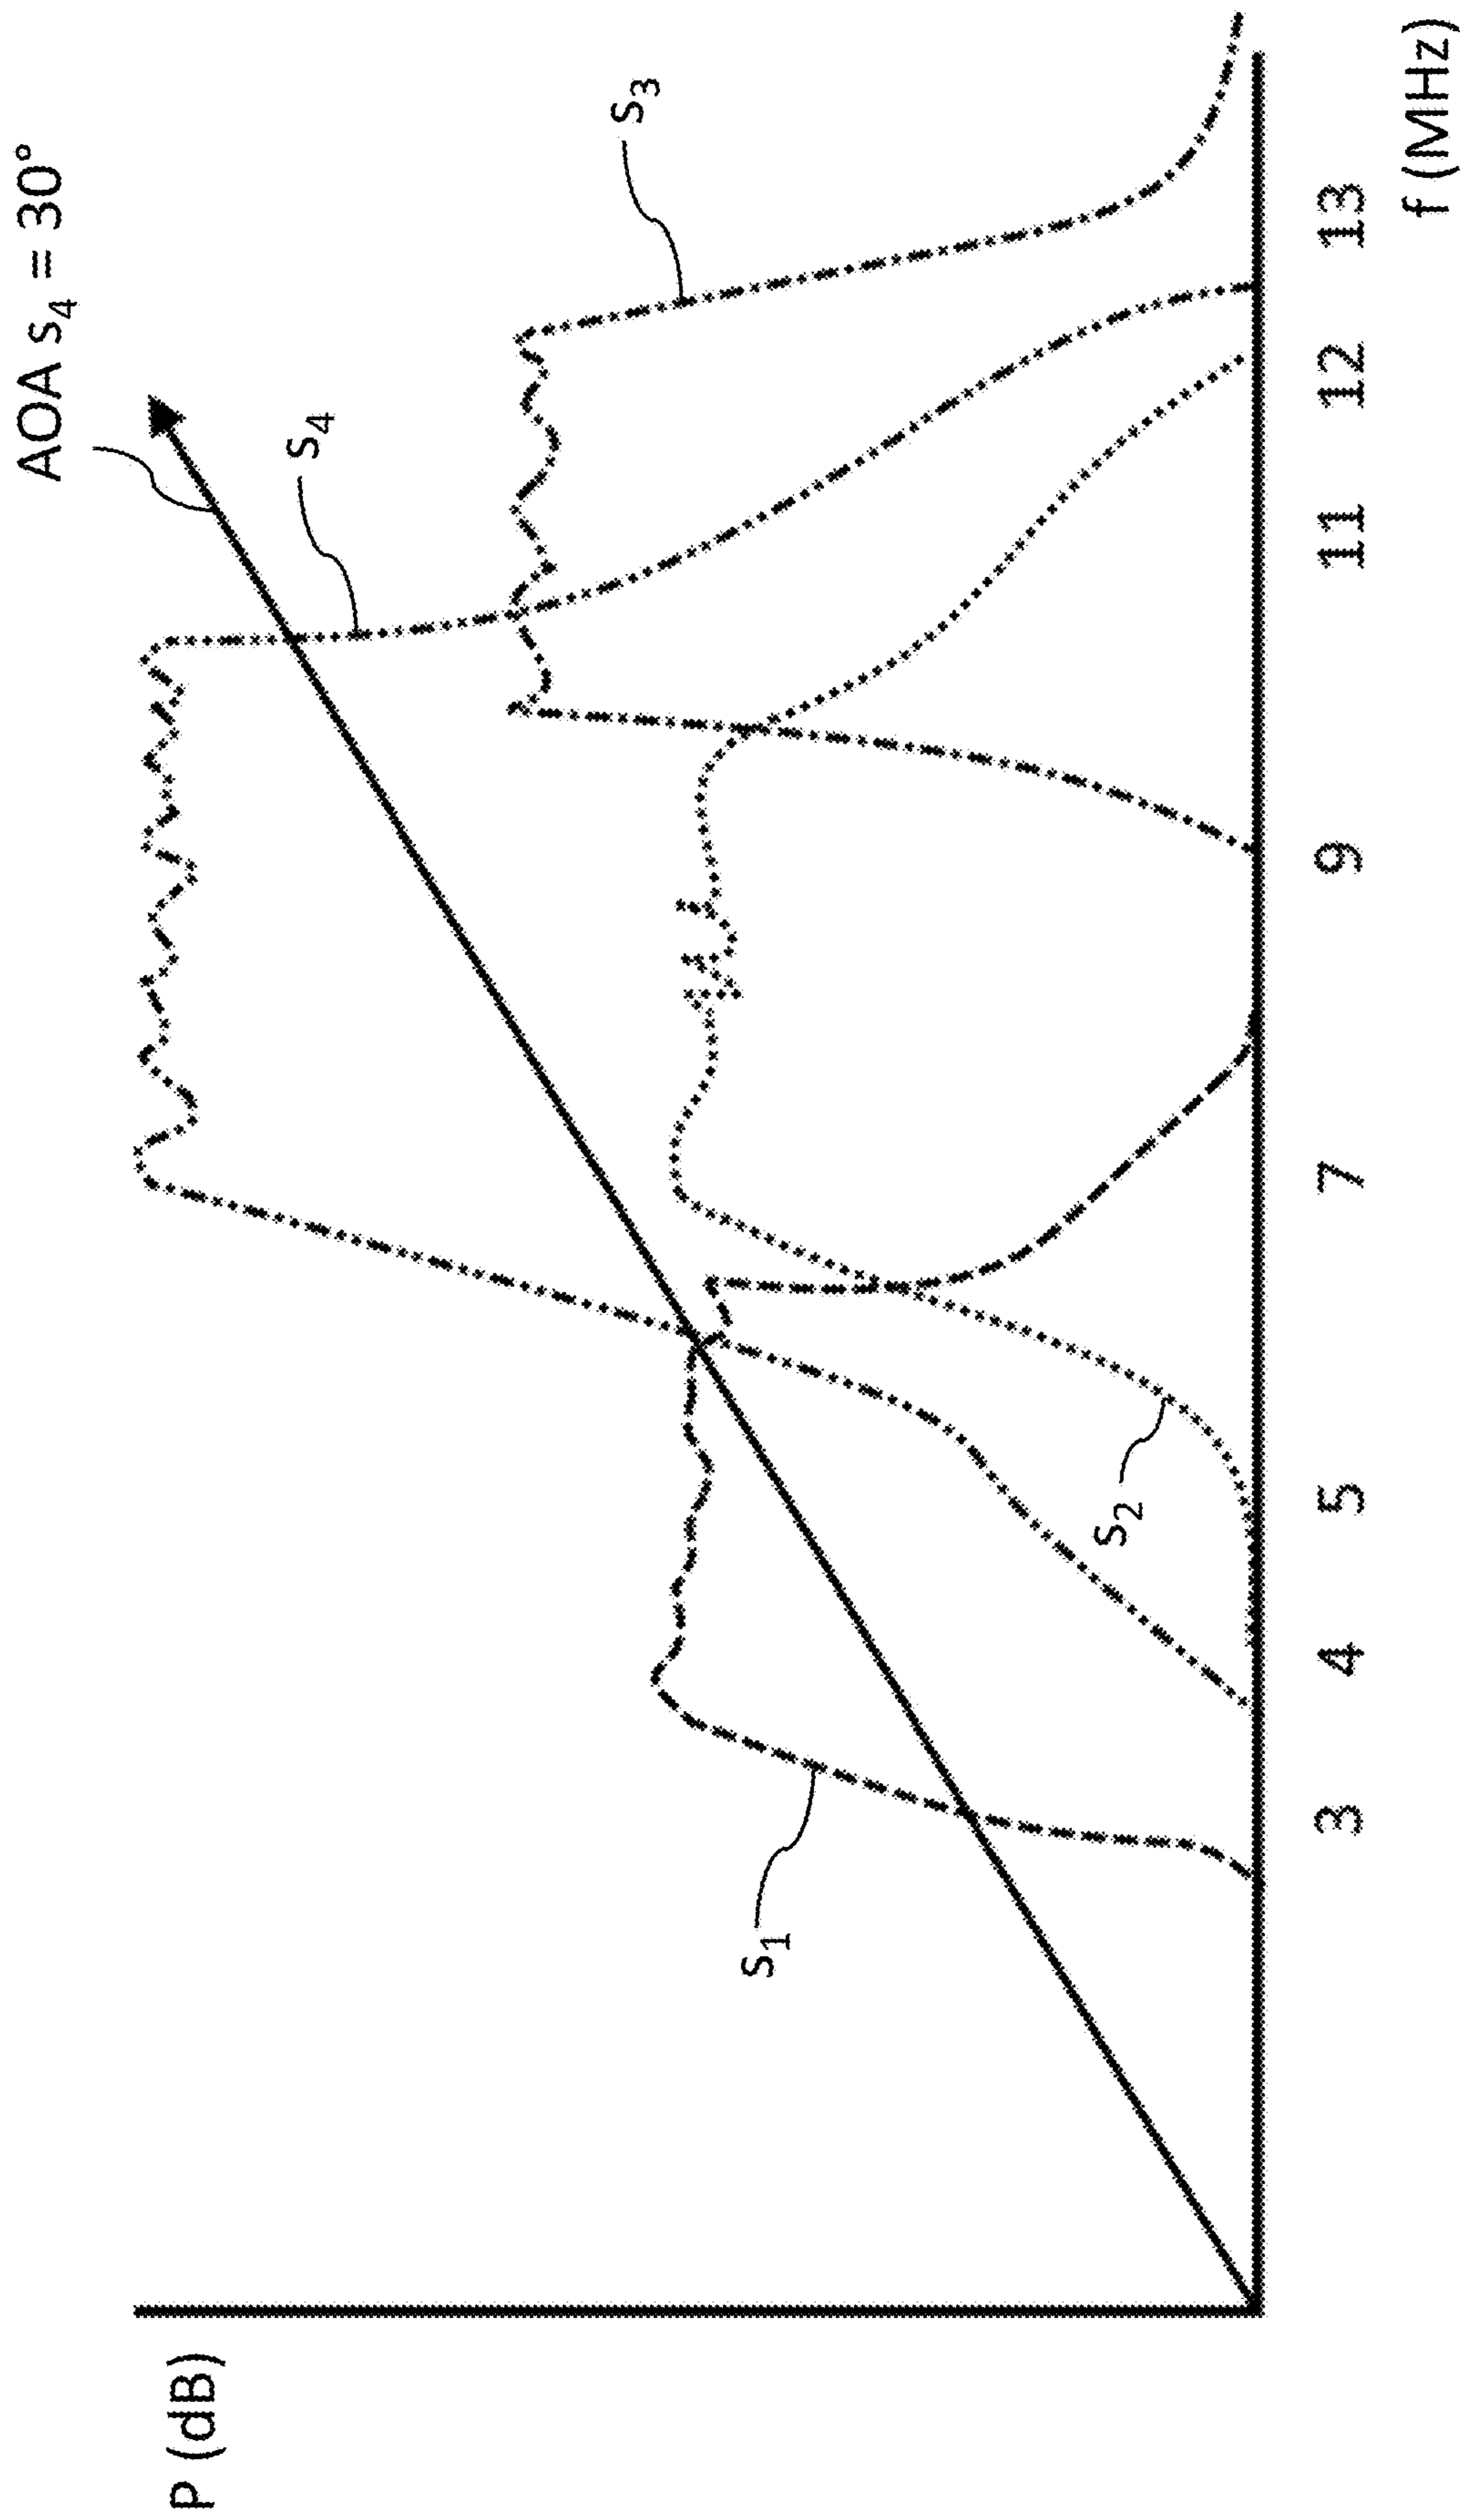 P (dB)
AOA s4 = 30°
s4
s3
s1
s2
3 4 5 7 9 11 12 13
f (MHz)